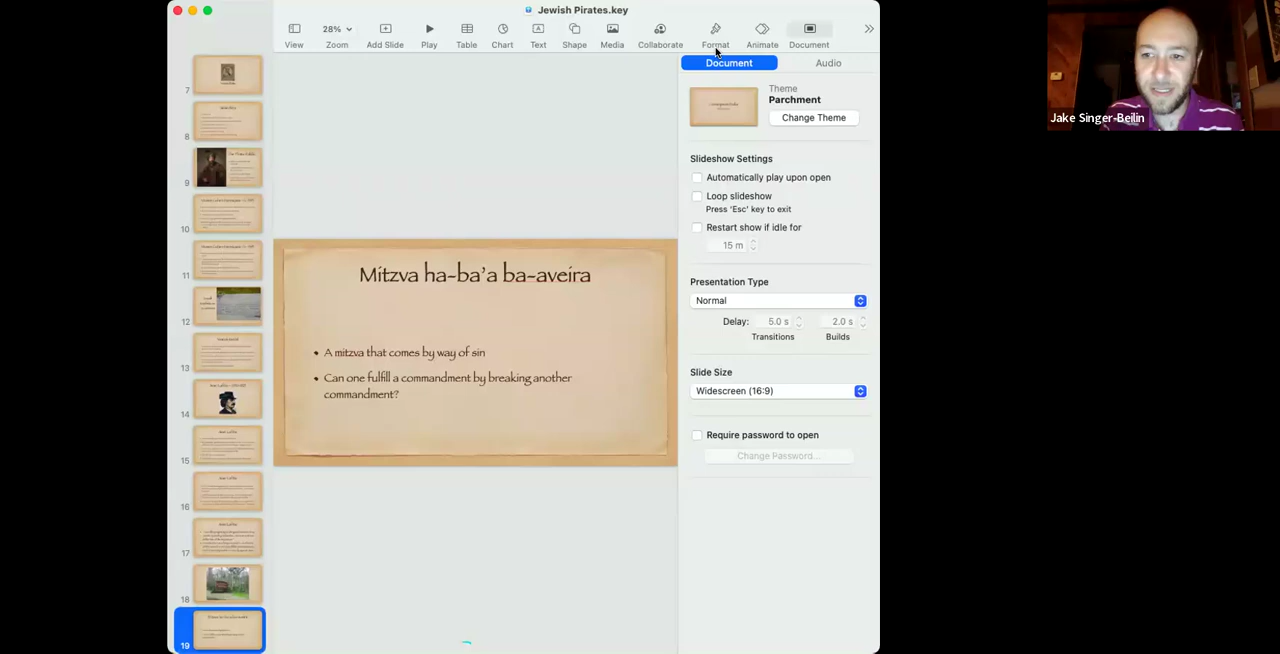 Jewish Pirates.key
28%
View
Zoom
Add Slide
Play
Table
Chart
Text
Shape
Media
Collaborate
Format
Animate
Document
Document
Audio
Theme
Parchment
Change Theme
Slideshow Settings
Automatically play upon open
Loop slideshow
Press 'Esc' key to exit
Restart show if idle for
15 m
Presentation Type
Normal
Delay:
5.0 s
2.0 s
Transitions
Builds
Slide Size
Widescreen (16:9)
Require password to open
Change Password...
7
8
9
10
11
12
13
14
15
16
17
18
19
Mitzva ha-ba’a ba-aveira
• A mitzva that comes by way of sin
• Can one fulfill a commandment by breaking another
commandment?
Jake Singer-Beilin